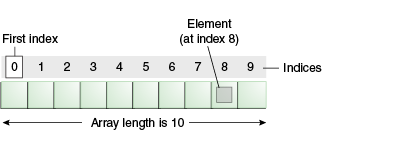 Element
(at index 8)
First index
0 1 2 3 4 5 6 7 8 9 Indices
Array length is 10